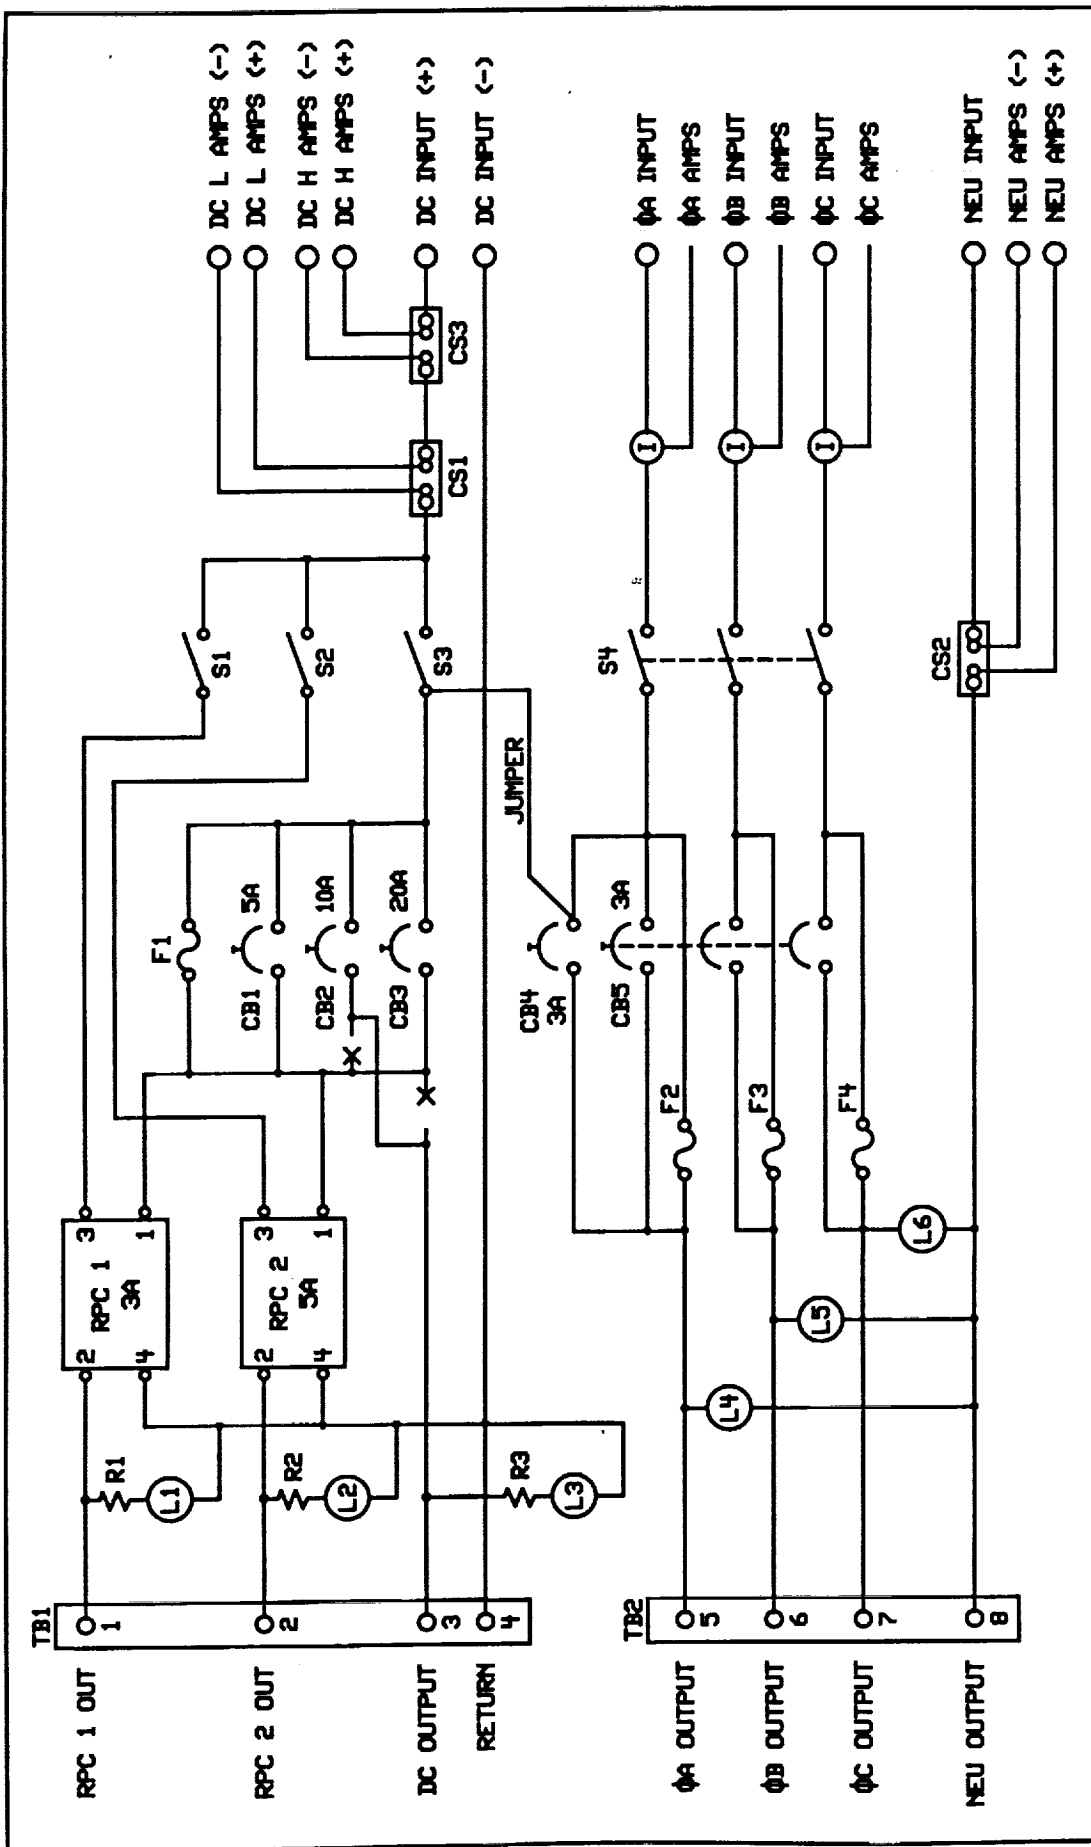 DC L AMPS (-)
DC L AMPS (+)
DC H AMPS (-)
DC H AMPS (+)
DC INPUT (+)
DC INPUT (-)
ΦA INPUT
ΦA AMPS
ΦB INPUT
ΦB AMPS
ΦC INPUT
ΦC AMPS
NEU INPUT
NEU AMPS (-)
NEU AMPS (+)
CS3
CS1
I
I
I
S1
S2
S3
S4
CS2
JUMPER
F1
5A
CB1
10A
CB2
20A
CB3
CB4
3A
3A
CB5
F2
F3
F4
3
1
RPC 1
3A
2
4
3
1
RPC 2
5A
2
4
L6
L5
L4
R1
L1
R2
L2
R3
L3
TB1
1
2
3
4
TB2
5
6
7
8
RPC 1 OUT
RPC 2 OUT
DC OUTPUT
RETURN
ΦA OUTPUT
ΦB OUTPUT
ΦC OUTPUT
NEU OUTPUT